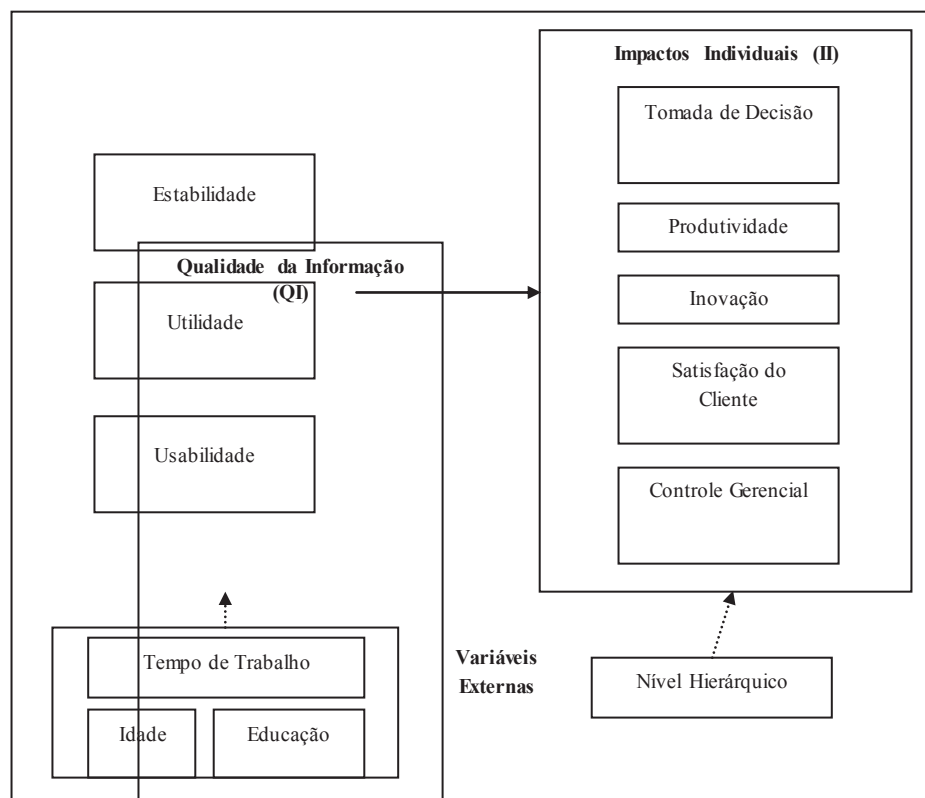 Estabilidade
Qualidade da Informação
(QI)
Utilidade
Usabilidade
Tempo de Trabalho
Idade
Educação
Variáveis
Externas
Impactos Individuais (II)
Tomada de Decisão
Produtividade
Inovação
Satisfação do
Cliente
Controle Gerencial
Nível Hierárquico